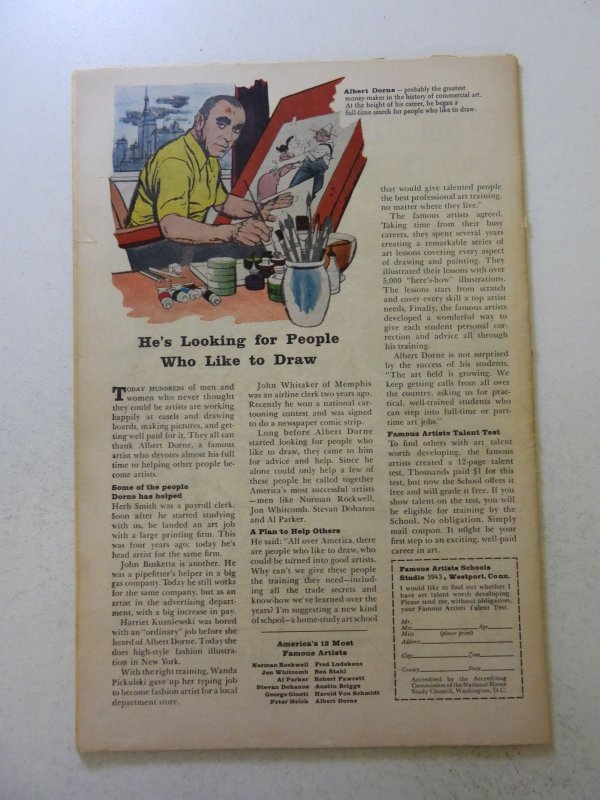 Albert Dorne — probably the greatest
money-maker in the history of commercial art.
At the height of his career, he began a
full-time search for people who like to draw.
He's Looking for People
Who Like to Draw
TODAY HUNDREDS of men and
women who never thought
they could be artists are working
happily at easels and drawing
boards, making pictures, and get-
ting well paid for it. They all can
thank Albert Dorne, a famous
artist who devotes almost his full
time to helping other people be-
come artists.
Some of the people
Dorne has helped
Herb Smith was a payroll clerk.
Soon after he started studying
with us, he landed an art job
with a large printing firm. This
was four years ago; today he's
head artist for the same firm.
John Busketta is another. He
was a pipefitter's helper in a big
gas company. Today he still works
for the same company, but as an
artist in the advertising depart-
ment, with a big increase in pay.
Harriet Kuzniewski was bored
with an "ordinary" job before she
heard of Albert Dorne. Today she
does high-style fashion illustra-
tion in New York.
With the right training, Wanda
Pickulski gave up her typing job
to become fashion artist for a local
department store.
John Whitaker of Memphis
was an airline clerk two years ago.
Recently he won a national car-
tooning contest and was signed
to do a newspaper comic strip.
Long before Albert Dorne
started looking for people who
like to draw, they came to him
for advice and help. Since he
alone could only help a few of
these people he called together
America's most successful artists
—men like Norman Rockwell,
Jon Whitcomb, Stevan Dohanos
and Al Parker.
A Plan to Help Others
He said: "All over America, there
are people who like to draw, who
could be turned into good artists.
Why can't we give these people
the training they need—includ-
ing all the trade secrets and
know-how we've learned over the
years? I'm suggesting a new kind
of school—a home-study art school
America's 12 Most
Famous Artists
Norman Rockwell Fred Ludekens
Jon Whitcomb Ben Stahl
Al Parker Robert Fawcett
Stevan Dohanos Austin Briggs
George Giusti Harold Von Schmidt
Peter Helck Albert Dorne
that would give talented people
the best professional art training,
no matter where they live."
The famous artists agreed.
Taking time from their busy
careers, they spent several years
creating a remarkable series of
art lessons covering every aspect
of drawing and painting. They
illustrated their lessons with over
5,000 "here's-how" illustrations.
The lessons start from scratch
and cover every skill a top artist
needs. Finally, the famous artists
developed a wonderful way to
give each student personal cor-
rection and advice all through
his training.
Albert Dorne is not surprised
by the success of his students.
"The art field is growing. We
keep getting calls from all over
the country, asking us for prac-
tical, well-trained students who
can step into full-time or part-
time art jobs."
Famous Artists Talent Test
To find others with art talent
worth developing, the famous
artists created a 12-page talent
test. Thousands paid $1 for this
test, but now the School offers it
free and will grade it free. If you
show talent on the test, you will
be eligible for training by the
School. No obligation. Simply
mail coupon. It might be your
first step to an exciting, well-paid
career in art.
Famous Artists Schools
Studio 5943, Westport, Conn.
I would like to find out whether I
have art talent worth developing.
Please send me, without obligation,
your Famous Artists Talent Test.
Mr.
Mrs. Age
Miss (please print)
Address
City Zone
County State
Accredited by the Accrediting
Commission of the National Home
Study Council, Washington, D.C.